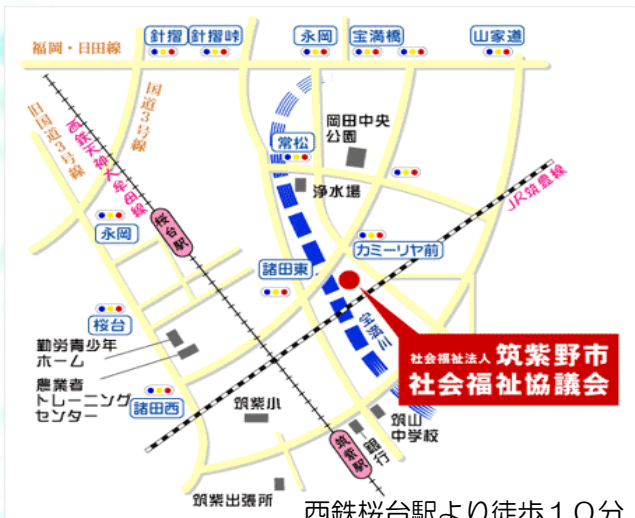 針摺
針摺峠
永岡
宝満橋
山家道
福岡・日田線
国道3号線
旧国道3号線
西鉄天神大牟田線
岡田中央
公園
常松
浄水場
JR筑豊線
永岡
桜台駅
カミーリヤ前
諸田東
宝満川
桜台
勤労青少年
ホーム
農業者
トレーニング
センター
諸田西
社会福祉法人 筑紫野市
社会福祉協議会
筑紫小
筑山
中学校
銀行
筑紫駅
筑紫出張所
西鉄桜台駅より徒歩10分